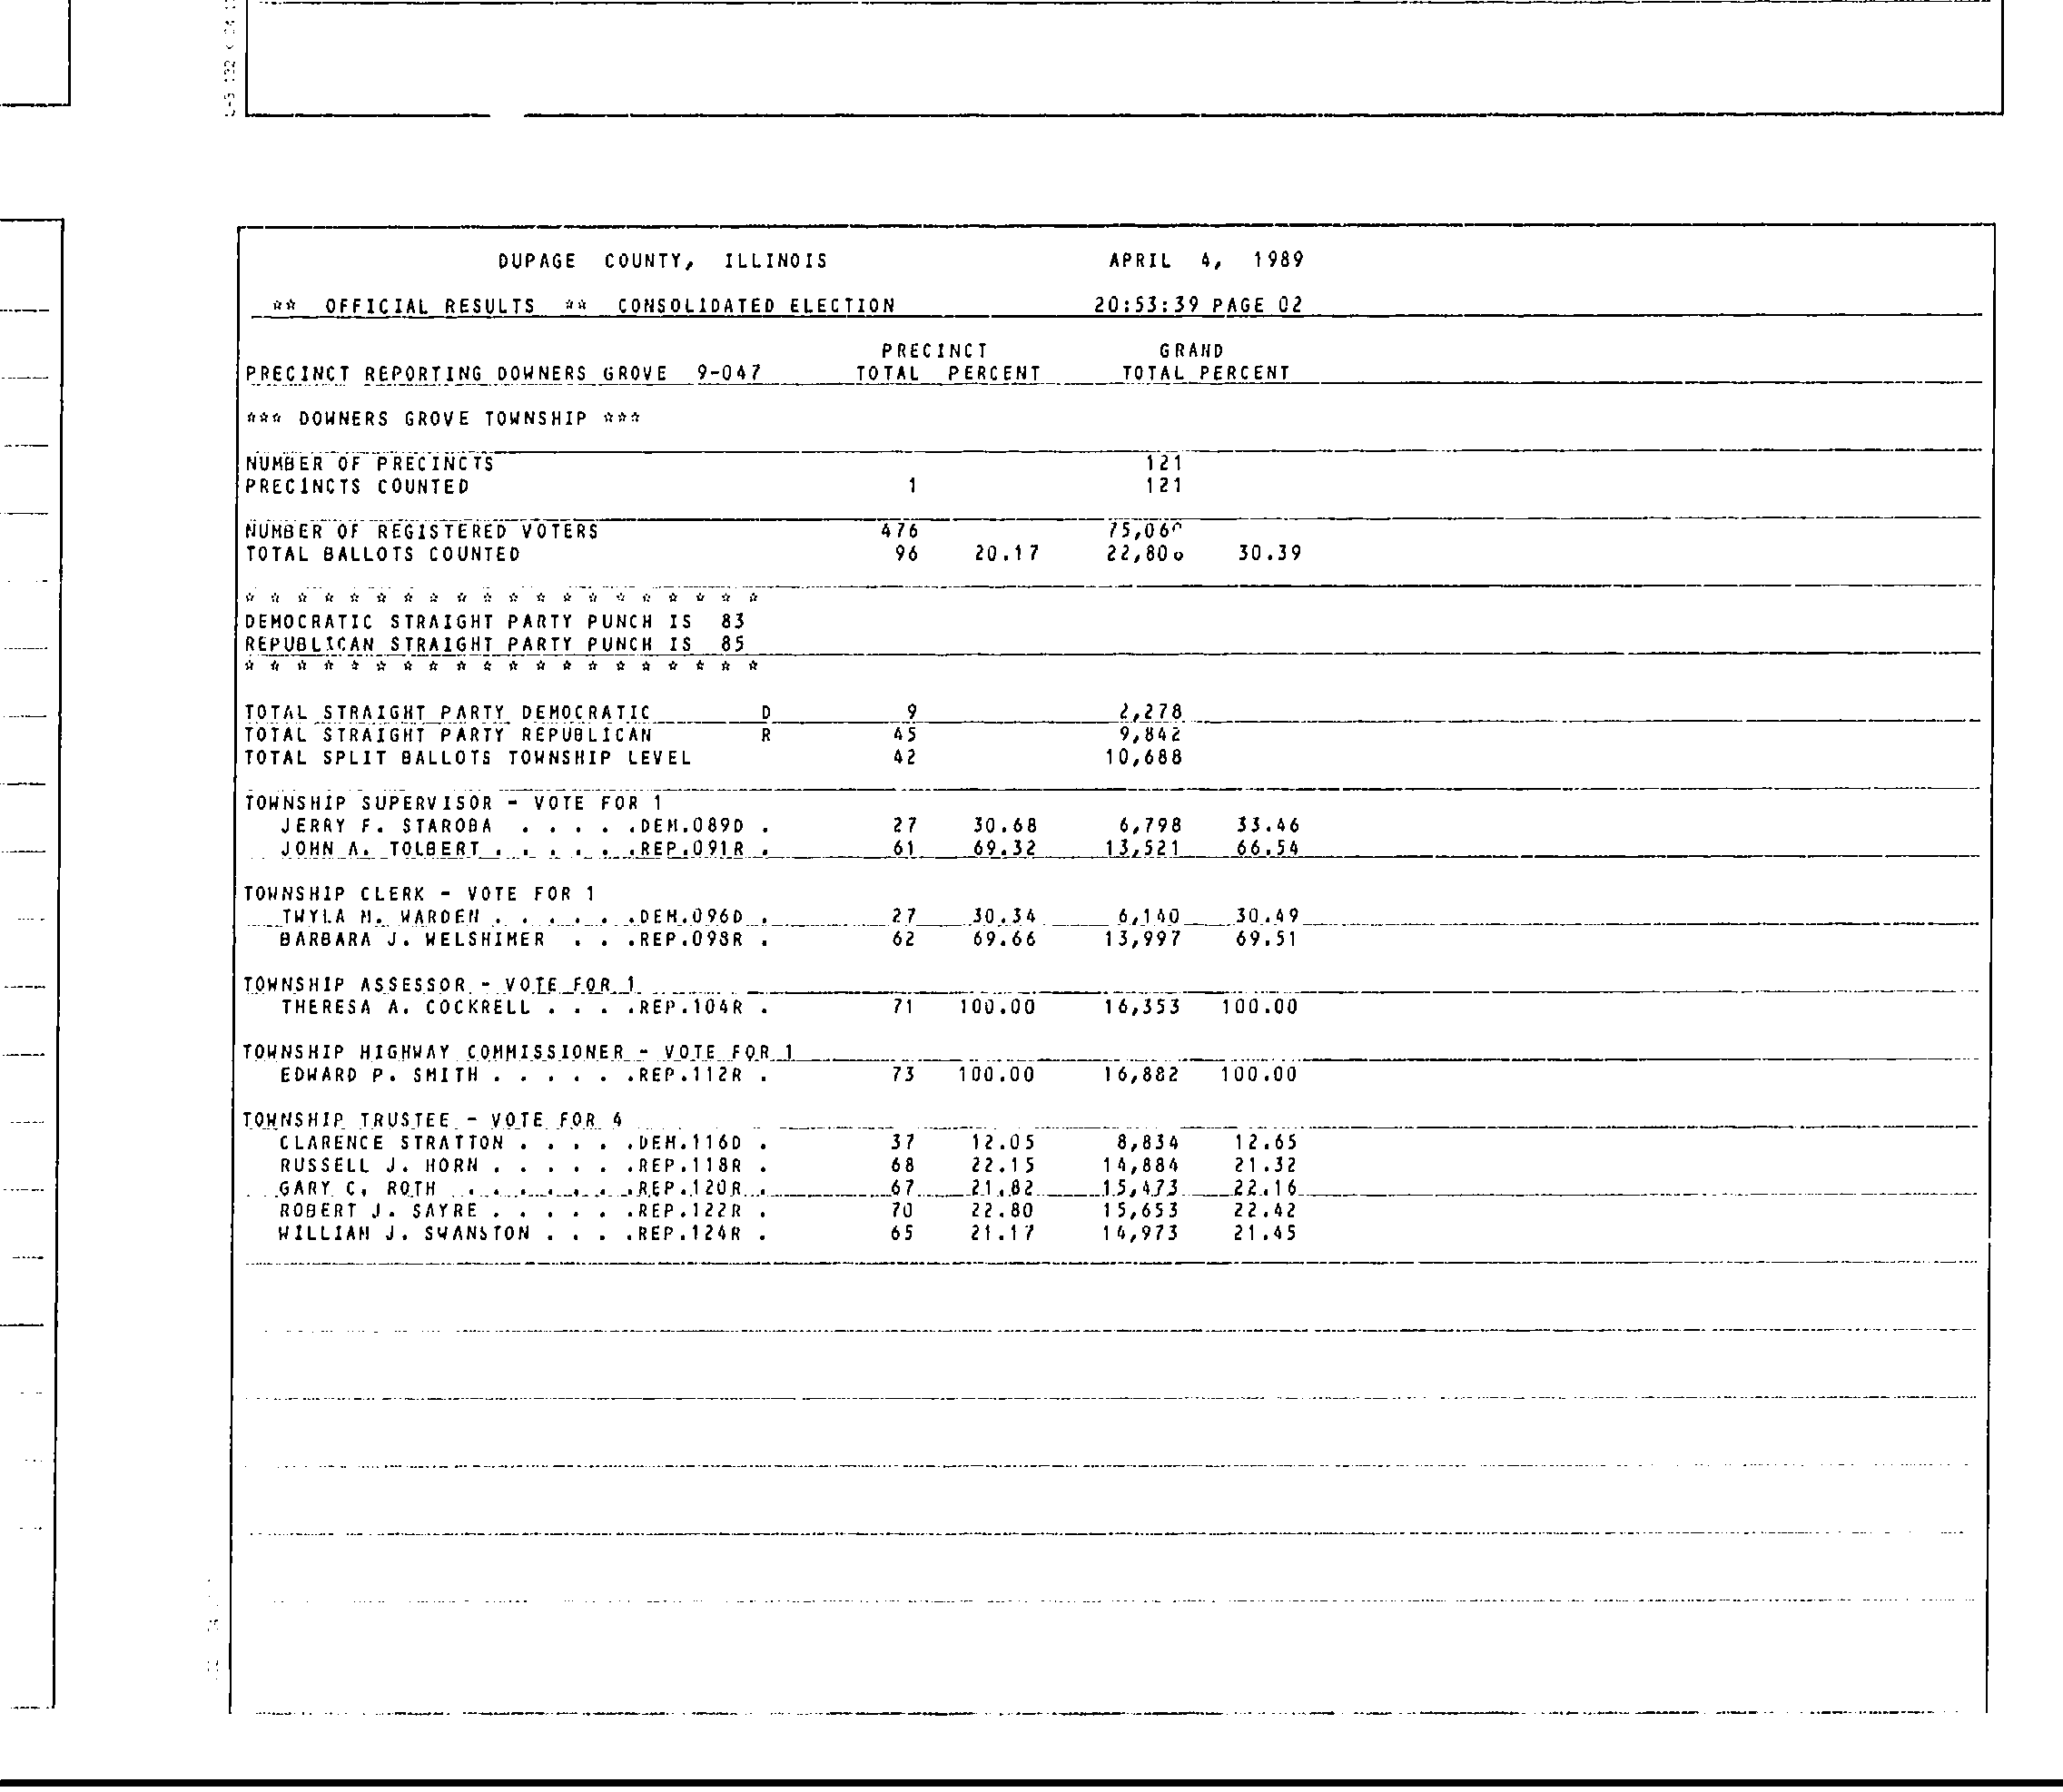 DUPAGE COUNTY, ILLINOIS APRIL 4, 1989
** OFFICIAL RESULTS ** CONSOLIDATED ELECTION 20:53:39 PAGE 02
PRECINCT GRAND
PRECINCT REPORTING DOWNERS GROVE 9-047 TOTAL PERCENT TOTAL PERCENT
*** DOWNERS GROVE TOWNSHIP ***
NUMBER OF PRECINCTS 121
PRECINCTS COUNTED 1 121
NUMBER OF REGISTERED VOTERS 476
TOTAL BALLOTS COUNTED 96 20.17 30.39
* * * * * * * * * * * * * * * * * * * *
DEMOCRATIC STRAIGHT PARTY PUNCH IS 83
REPUBLICAN STRAIGHT PARTY PUNCH IS 85
* * * * * * * * * * * * * * * * * * * *
TOTAL STRAIGHT PARTY DEMOCRATIC D 9 2,278
TOTAL STRAIGHT PARTY REPUBLICAN R 45 9,842
TOTAL SPLIT BALLOTS TOWNSHIP LEVEL 42 10,688
TOWNSHIP SUPERVISOR - VOTE FOR 1
JERRY F. STAROBA . . . . .DEM.089D . 27 30.68 6,798 33.46
JOHN A. TOLBERT . . . . . .REP.091R . 61 69.32 13,521 66.54
TOWNSHIP CLERK - VOTE FOR 1
TWYLA M. WARDEN . . . . . .DEM.096D . 27 30.34 6,140 30.49
BARBARA J. WELSHIMER . . .REP.098R . 62 69.66 13,997 69.51
TOWNSHIP ASSESSOR - VOTE FOR 1
THERESA A. COCKRELL . . . .REP.104R . 71 100.00 16,353 100.00
TOWNSHIP HIGHWAY COMMISSIONER - VOTE FOR 1
EDWARD P. SMITH . . . . . .REP.112R . 73 100.00 16,882 100.00
TOWNSHIP TRUSTEE - VOTE FOR 4
CLARENCE STRATTON . . . . .DEM.116D . 37 12.05 8,834 12.65
RUSSELL J. HORN . . . . . .REP.118R . 68 22.15 14,884 21.32
GARY C. ROTH . . . . . . .REP.120R . 67 21.82 15,473 22.16
ROBERT J. SAYRE . . . . . .REP.122R . 70 22.80 15,653 22.42
WILLIAM J. SWANSTON . . . .REP.124R . 65 21.17 14,973 21.45